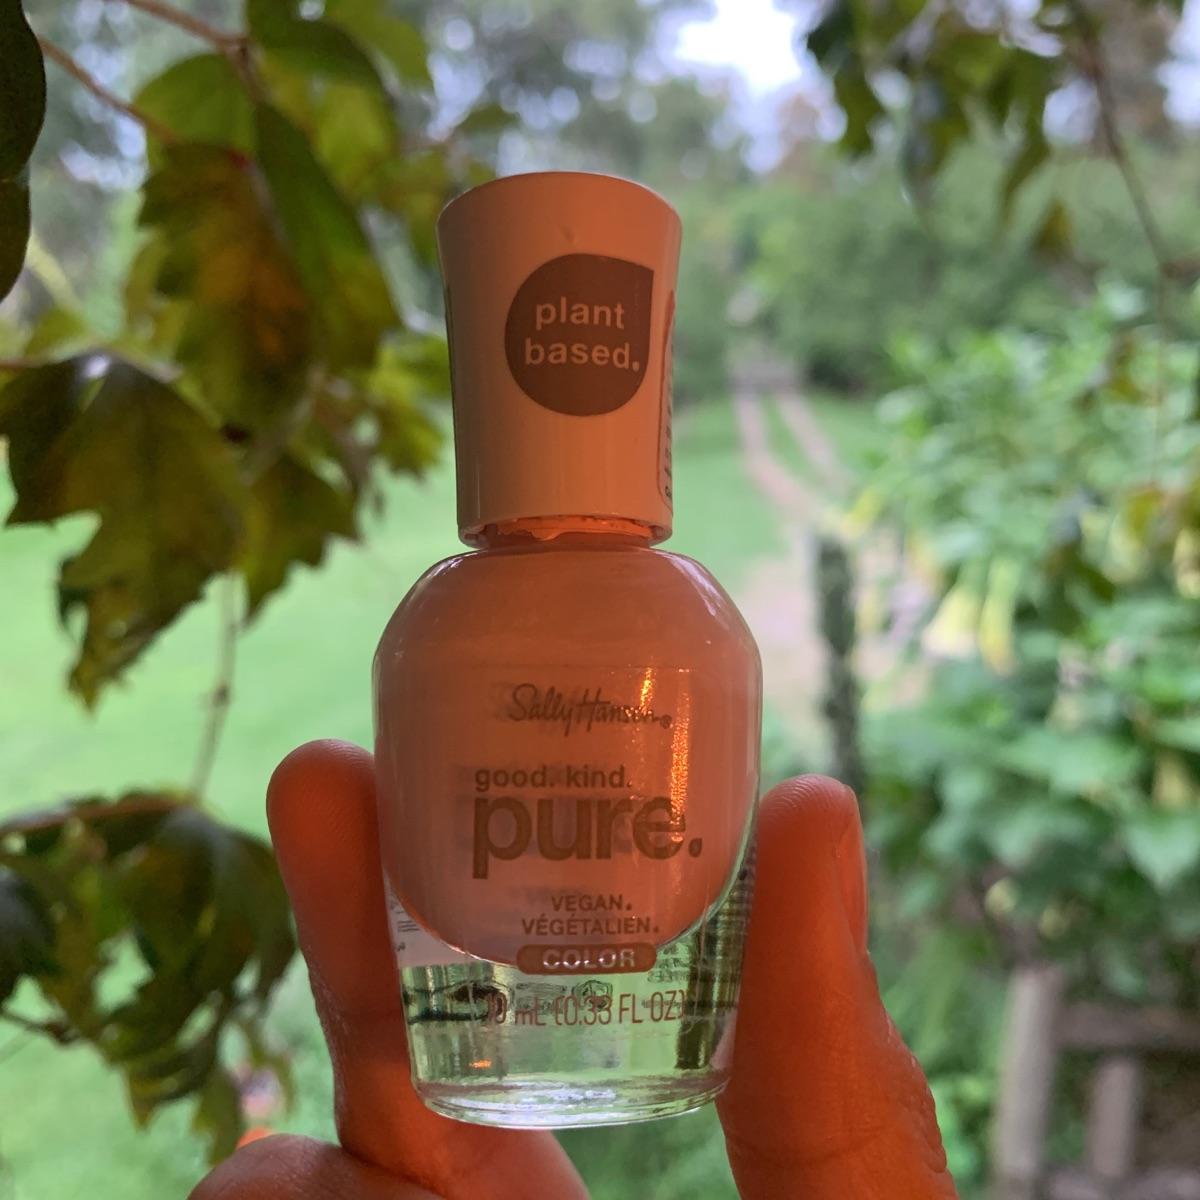 plant
based.
Sally Hansen®
good. kind.
pure.
VEGAN.
VÉGÉTALIEN.
COLOR
10 mL (0.33 FL OZ)